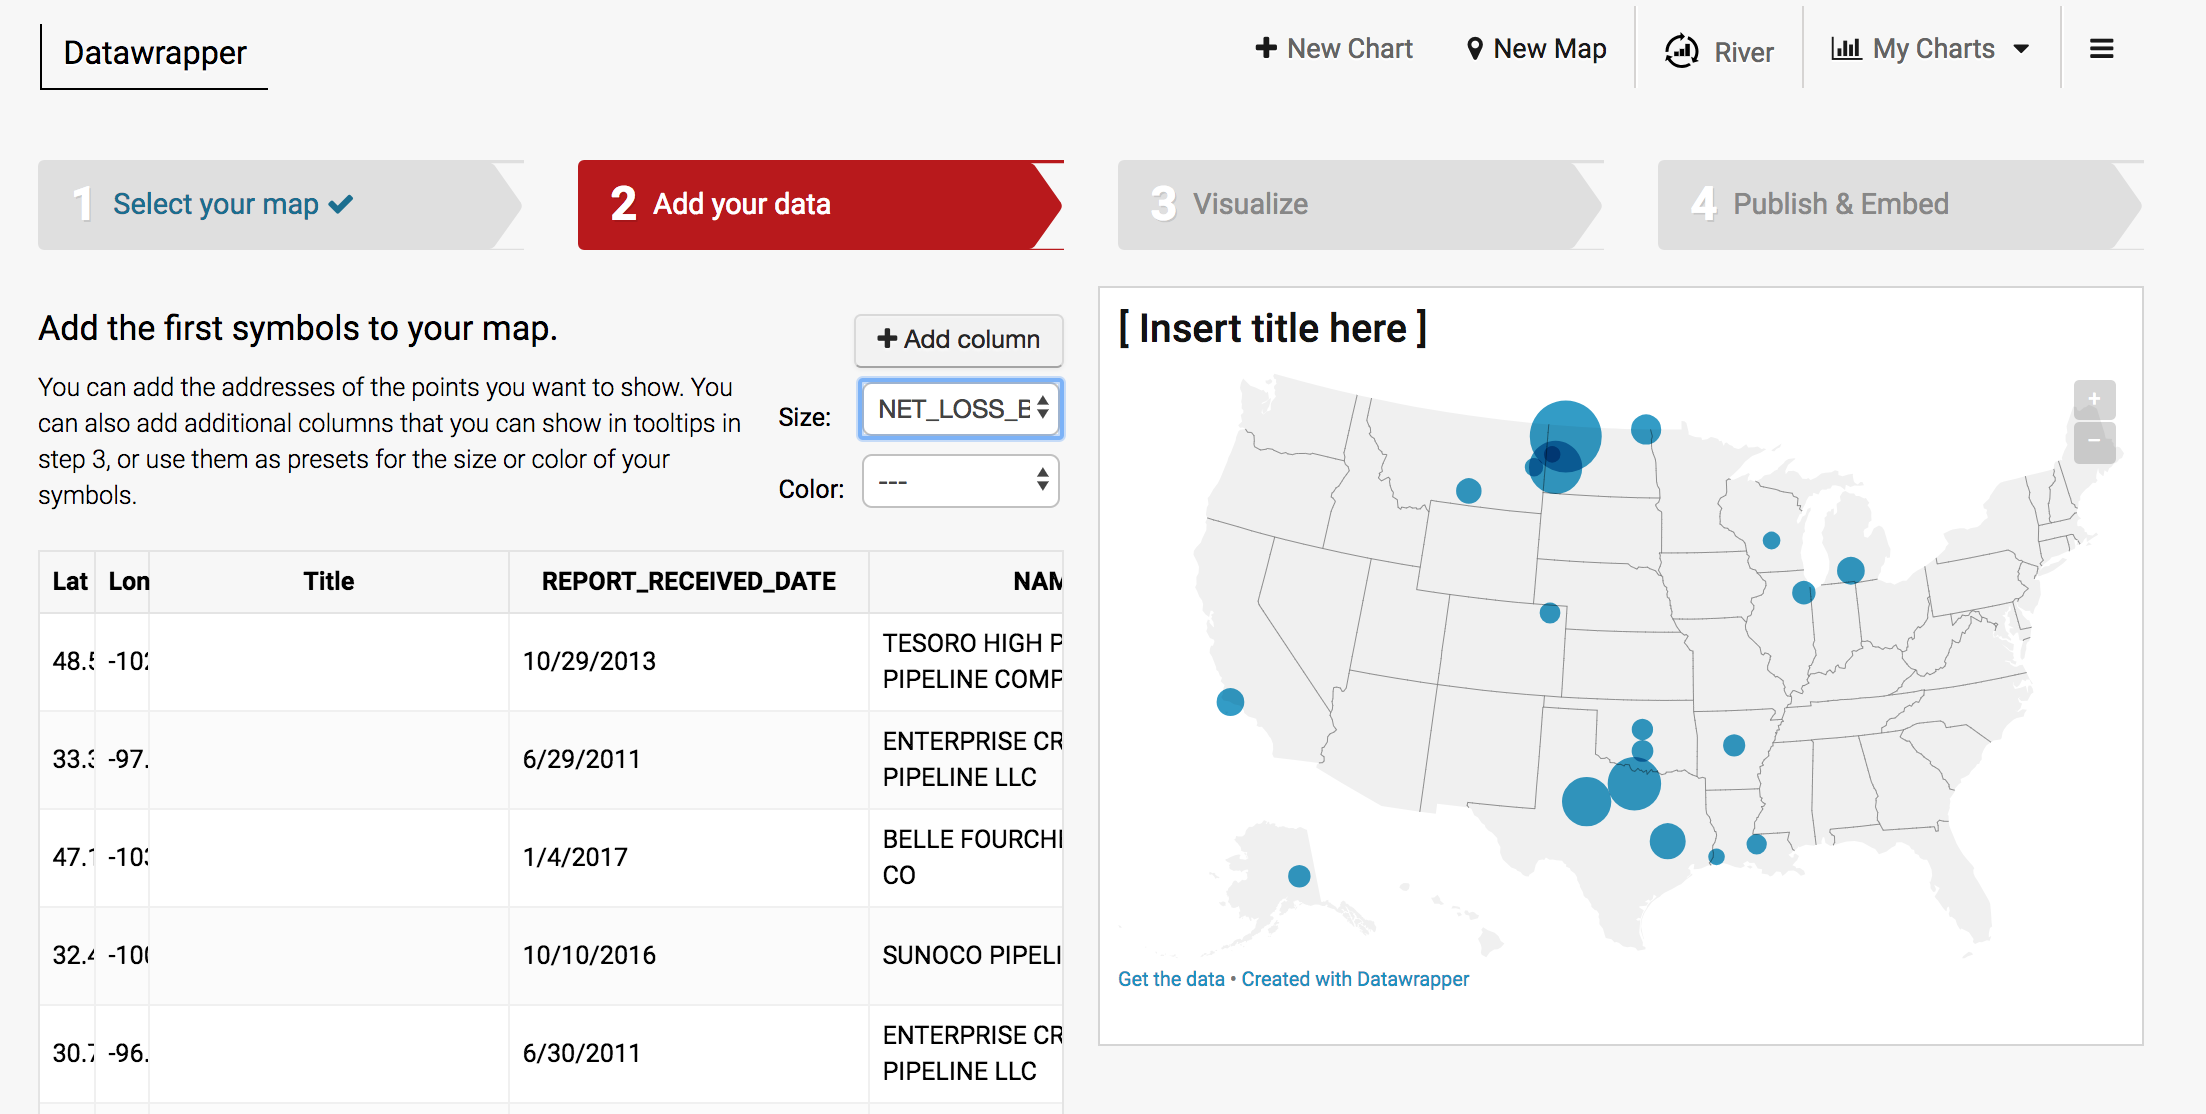 Datawrapper
New Chart
New Map
River
My Charts
1 Select your map
2 Add your data
3 Visualize
4 Publish & Embed
Add the first symbols to your map.
You can add the addresses of the points you want to show. You
can also add additional columns that you can show in tooltips in
step 3, or use them as presets for the size or color of your
symbols.
Add column
Size: NET_LOSS_B
Color: ---
Lat Lon Title REPORT_RECEIVED_DATE NAM
48.5 -102 10/29/2013 TESORO HIGH P
PIPELINE COMP
33.3 -97. 6/29/2011 ENTERPRISE CR
PIPELINE LLC
47.1 -103 1/4/2017 BELLE FOURCHE
CO
32.4 -100 10/10/2016 SUNOCO PIPELI
30.7 -96. 6/30/2011 ENTERPRISE CR
PIPELINE LLC
[ Insert title here ]
+
−
Get the data • Created with Datawrapper